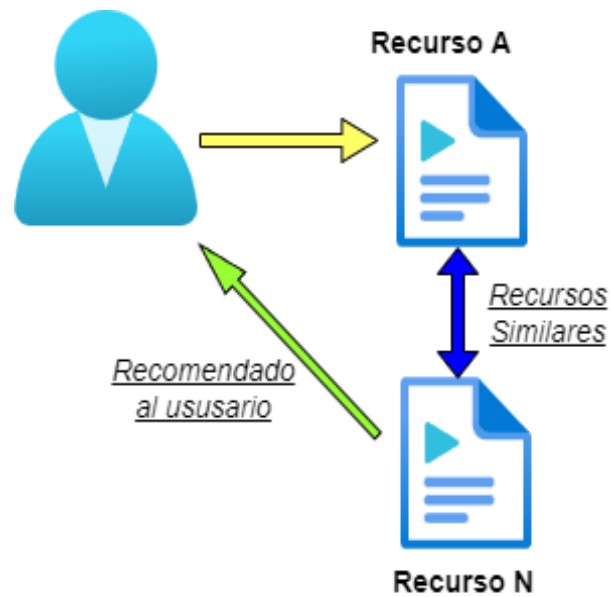 Recurso A
Recursos
Similares
Recomendado
al ususario
Recurso N